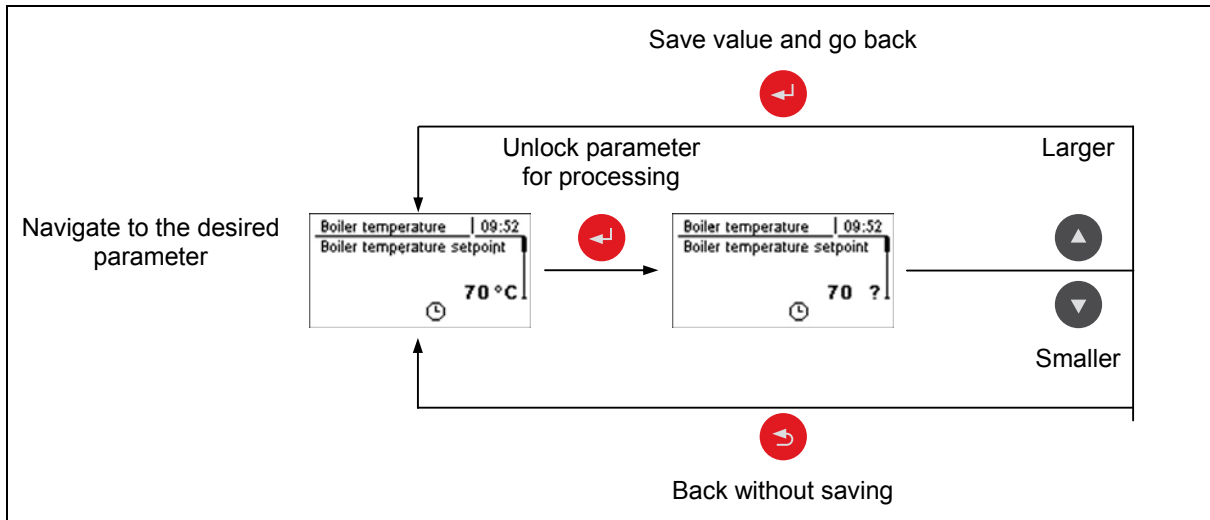 Save value and go back
Unlock parameter
for processing
Larger
Navigate to the desired
parameter
Boiler temperature 09:52
Boiler temperature setpoint
70 °C
Boiler temperature 09:52
Boiler temperature setpoint
70 ?
Smaller
Back without saving